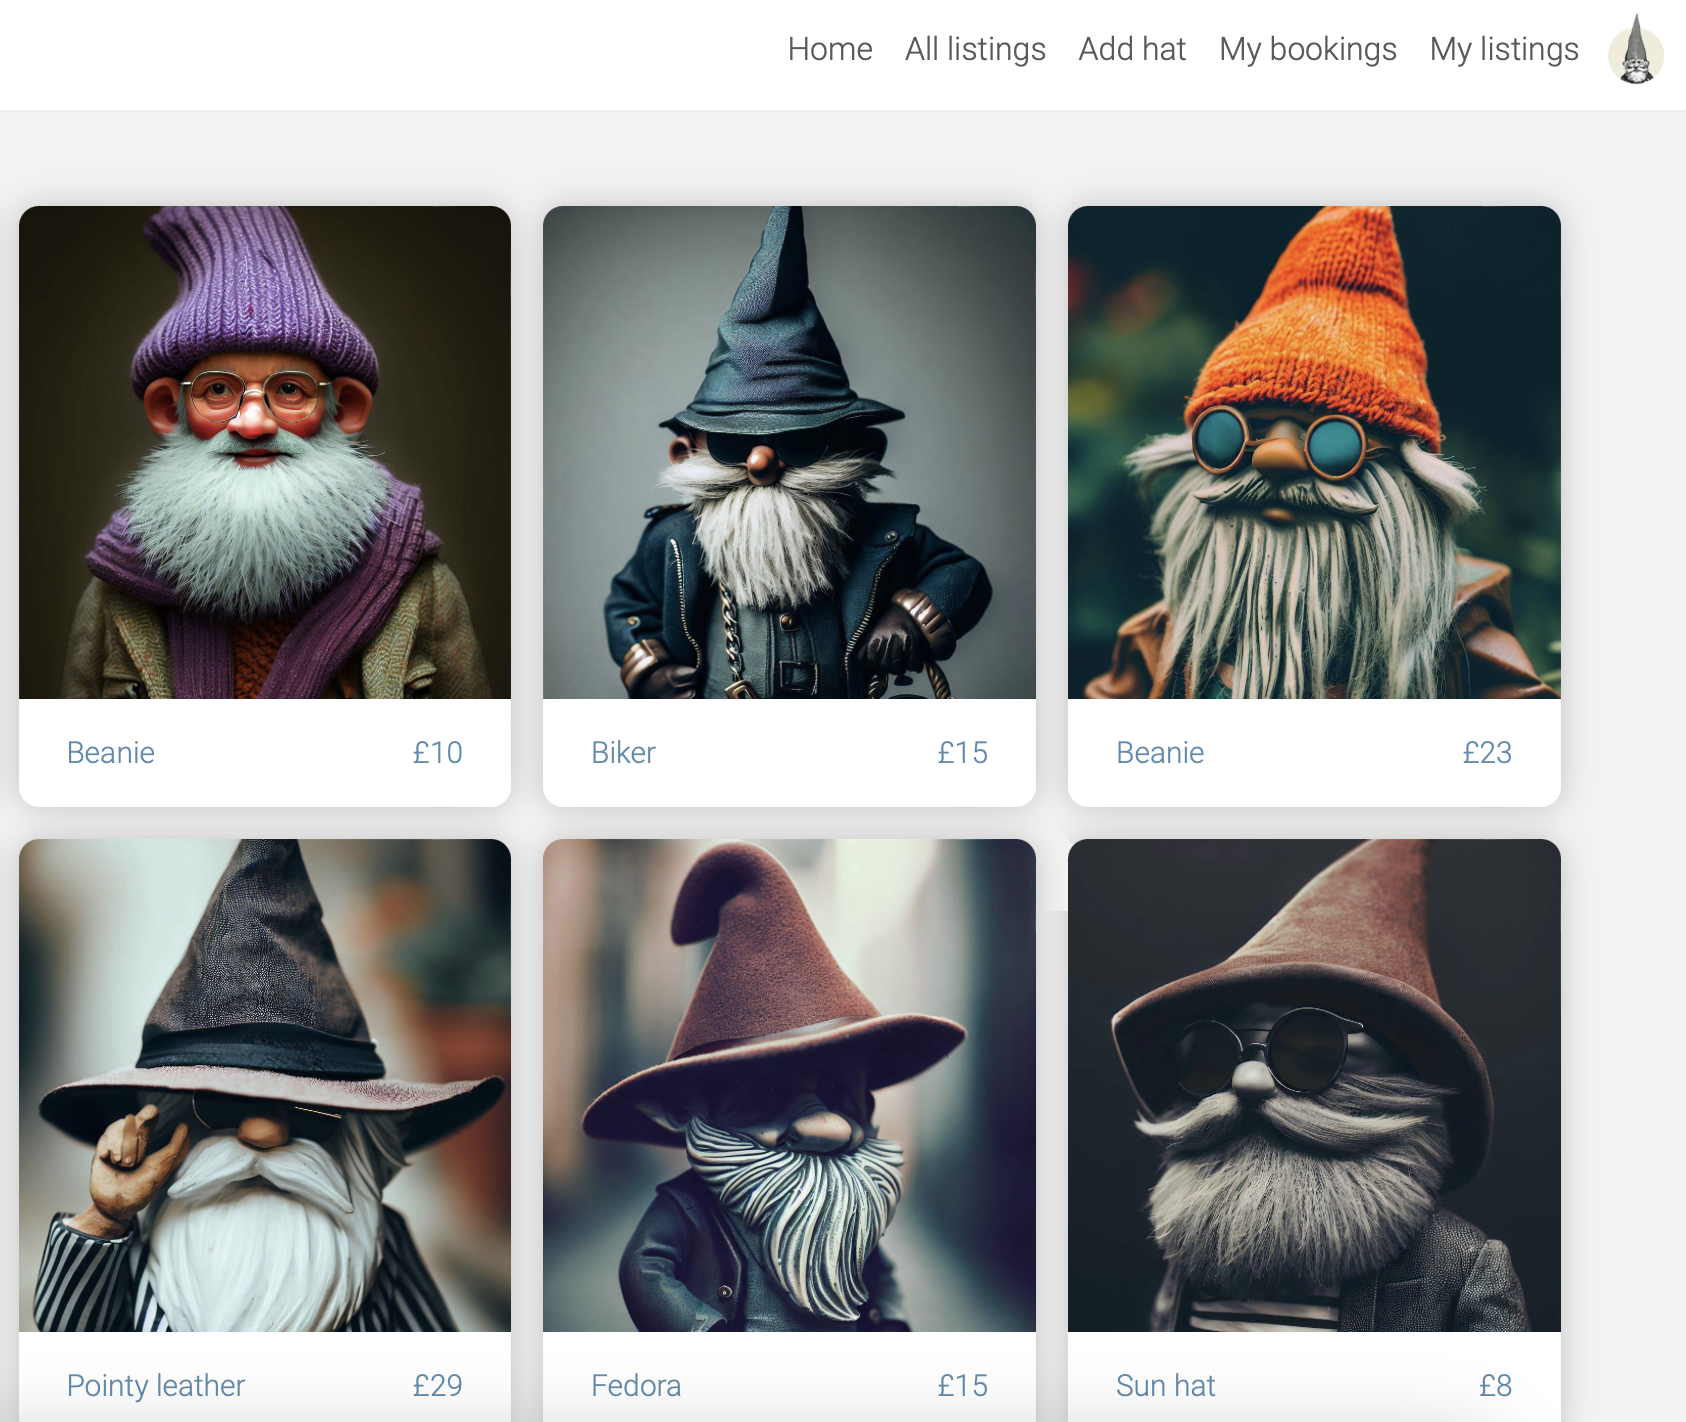 Home All listings Add hat My bookings My listings
Beanie £10
Biker £15
Beanie £23
Pointy leather £29
Fedora £15
Sun hat £8